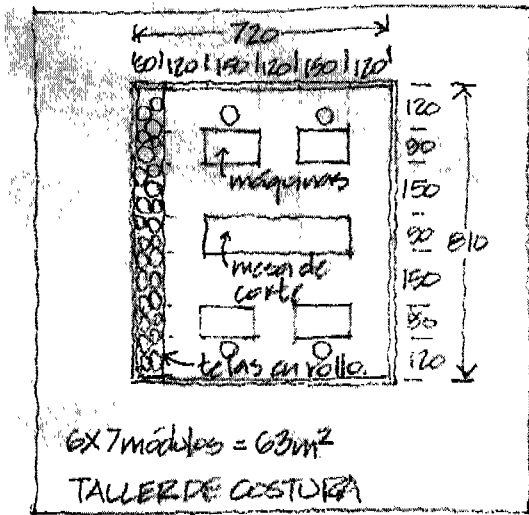 720
60|120|150|120|150|120|
120
90
máquinas
150
90
810
mesa de
corte
150
90
telas en rollo.
120
6X7 módulos = 63m²
TALLER DE COSTURA